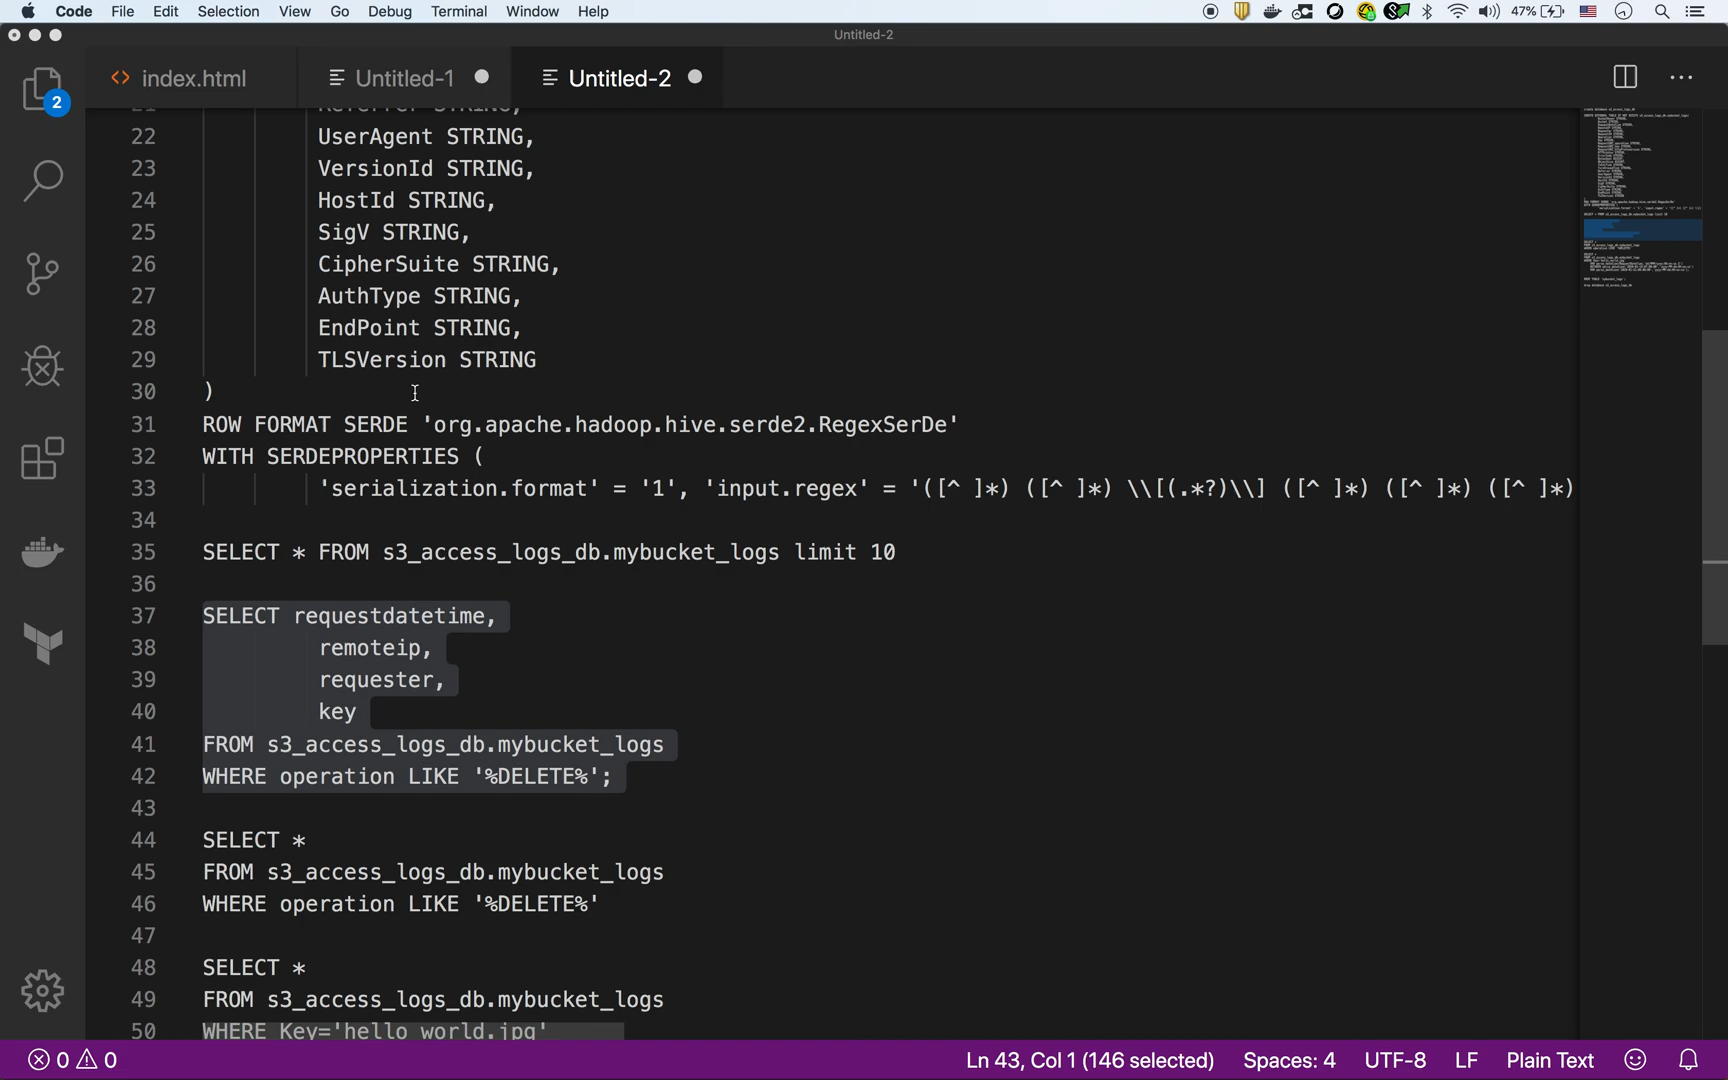 Code File Edit Selection View Go Debug Terminal Window Help 47%
Untitled-2
index.html Untitled-1 Untitled-2
2
21 Referrer STRING,
22 UserAgent STRING,
23 VersionId STRING,
24 HostId STRING,
25 SigV STRING,
26 CipherSuite STRING,
27 AuthType STRING,
28 EndPoint STRING,
29 TLSVersion STRING
30 )
31 ROW FORMAT SERDE 'org.apache.hadoop.hive.serde2.RegexSerDe'
32 WITH SERDEPROPERTIES (
33 'serialization.format' = '1', 'input.regex' = '([^ ]*) ([^ ]*) \\[(.*?)\\] ([^ ]*) ([^ ]*) ([^ ]*)
34
35 SELECT * FROM s3_access_logs_db.mybucket_logs limit 10
36
37 SELECT requestdatetime,
38 remoteip,
39 requester,
40 key
41 FROM s3_access_logs_db.mybucket_logs
42 WHERE operation LIKE '%DELETE%';
43
44 SELECT *
45 FROM s3_access_logs_db.mybucket_logs
46 WHERE operation LIKE '%DELETE%'
47
48 SELECT *
49 FROM s3_access_logs_db.mybucket_logs
50 WHERE Key='hello_world.jpg'
0 0 Ln 43, Col 1 (146 selected) Spaces: 4 UTF-8 LF Plain Text